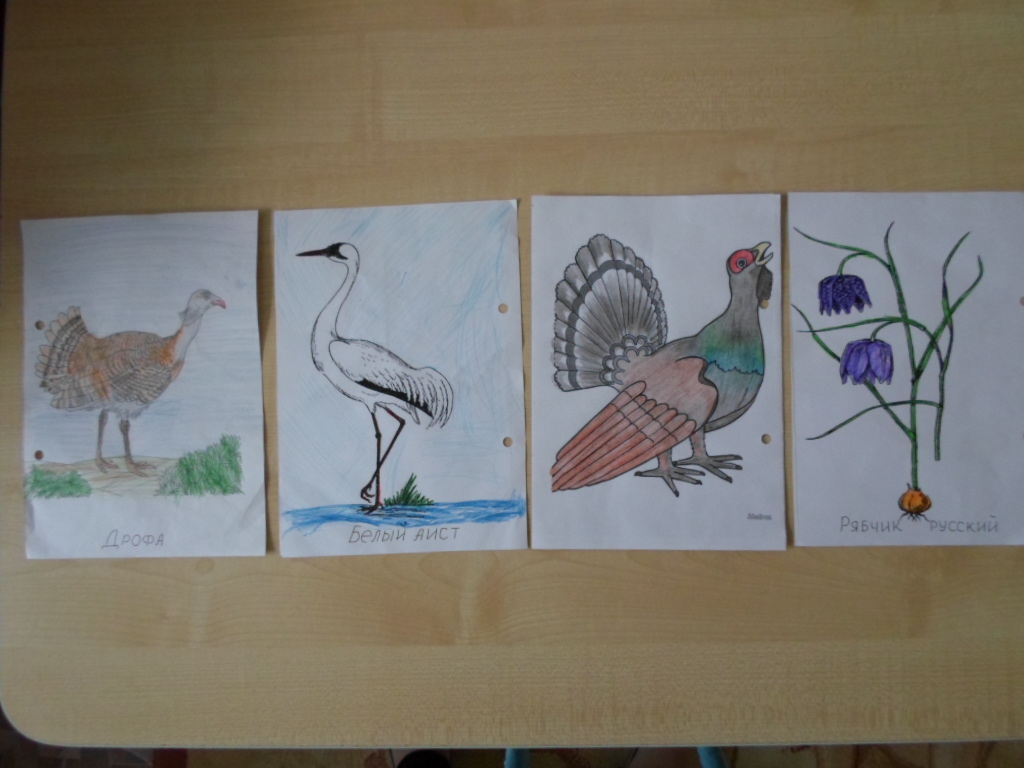 Дрофа
Белый аист
Рябчик русский